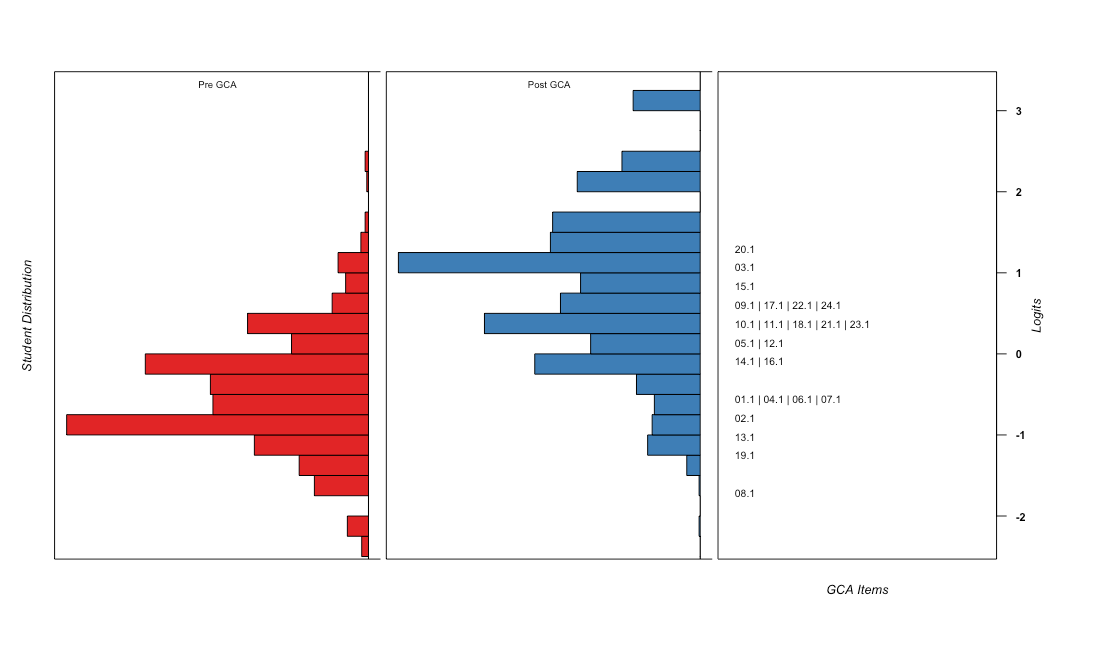 Pre GCA
Post GCA
Student Distribution
20.1
03.1
15.1
09.1 | 17.1 | 22.1 | 24.1
10.1 | 11.1 | 18.1 | 21.1 | 23.1
05.1 | 12.1
14.1 | 16.1
01.1 | 04.1 | 06.1 | 07.1
02.1
13.1
19.1
08.1
3
2
1
0
-1
-2
Logits
GCA Items